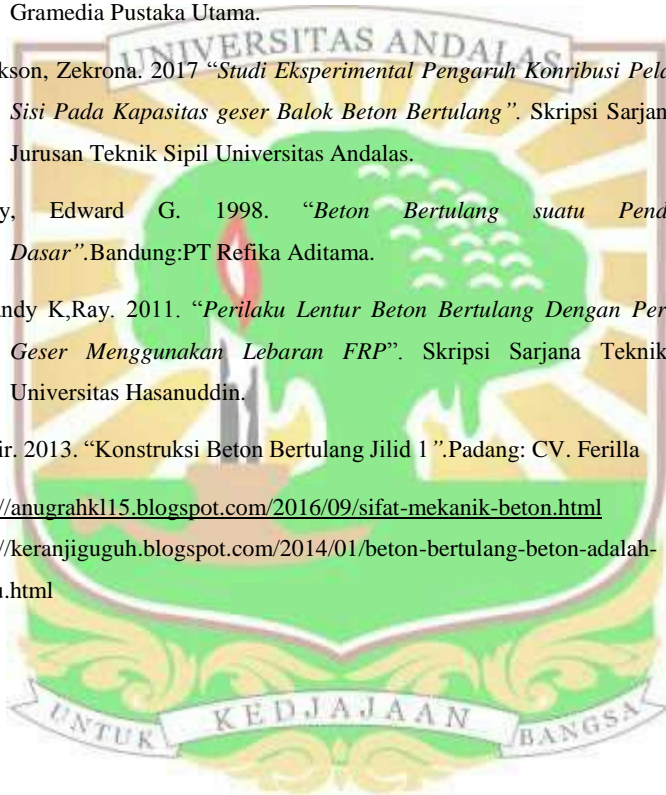 Gramedia Pustaka Utama.
UNIVERSITAS ANDALAS
kson, Zekrona. 2017 “Studi Eksperimental Pengaruh Konribusi Pela
Sisi Pada Kapasitas geser Balok Beton Bertulang”. Skripsi Sarjan
Jurusan Teknik Sipil Universitas Andalas.
y, Edward G. 1998. “Beton Bertulang suatu Pend
Dasar”.Bandung:PT Refika Aditama.
ndy K,Ray. 2011. “Perilaku Lentur Beton Bertulang Dengan Per
Geser Menggunakan Lebaran FRP”. Skripsi Sarjana Teknik
Universitas Hasanuddin.
ir. 2013. “Konstruksi Beton Bertulang Jilid 1”.Padang: CV. Ferilla
//anugrahkl15.blogspot.com/2016/09/sifat-mekanik-beton.html
//keranjiguguh.blogspot.com/2014/01/beton-bertulang-beton-adalah-
.html
UNTUK KEDJAJAAN BANGSA